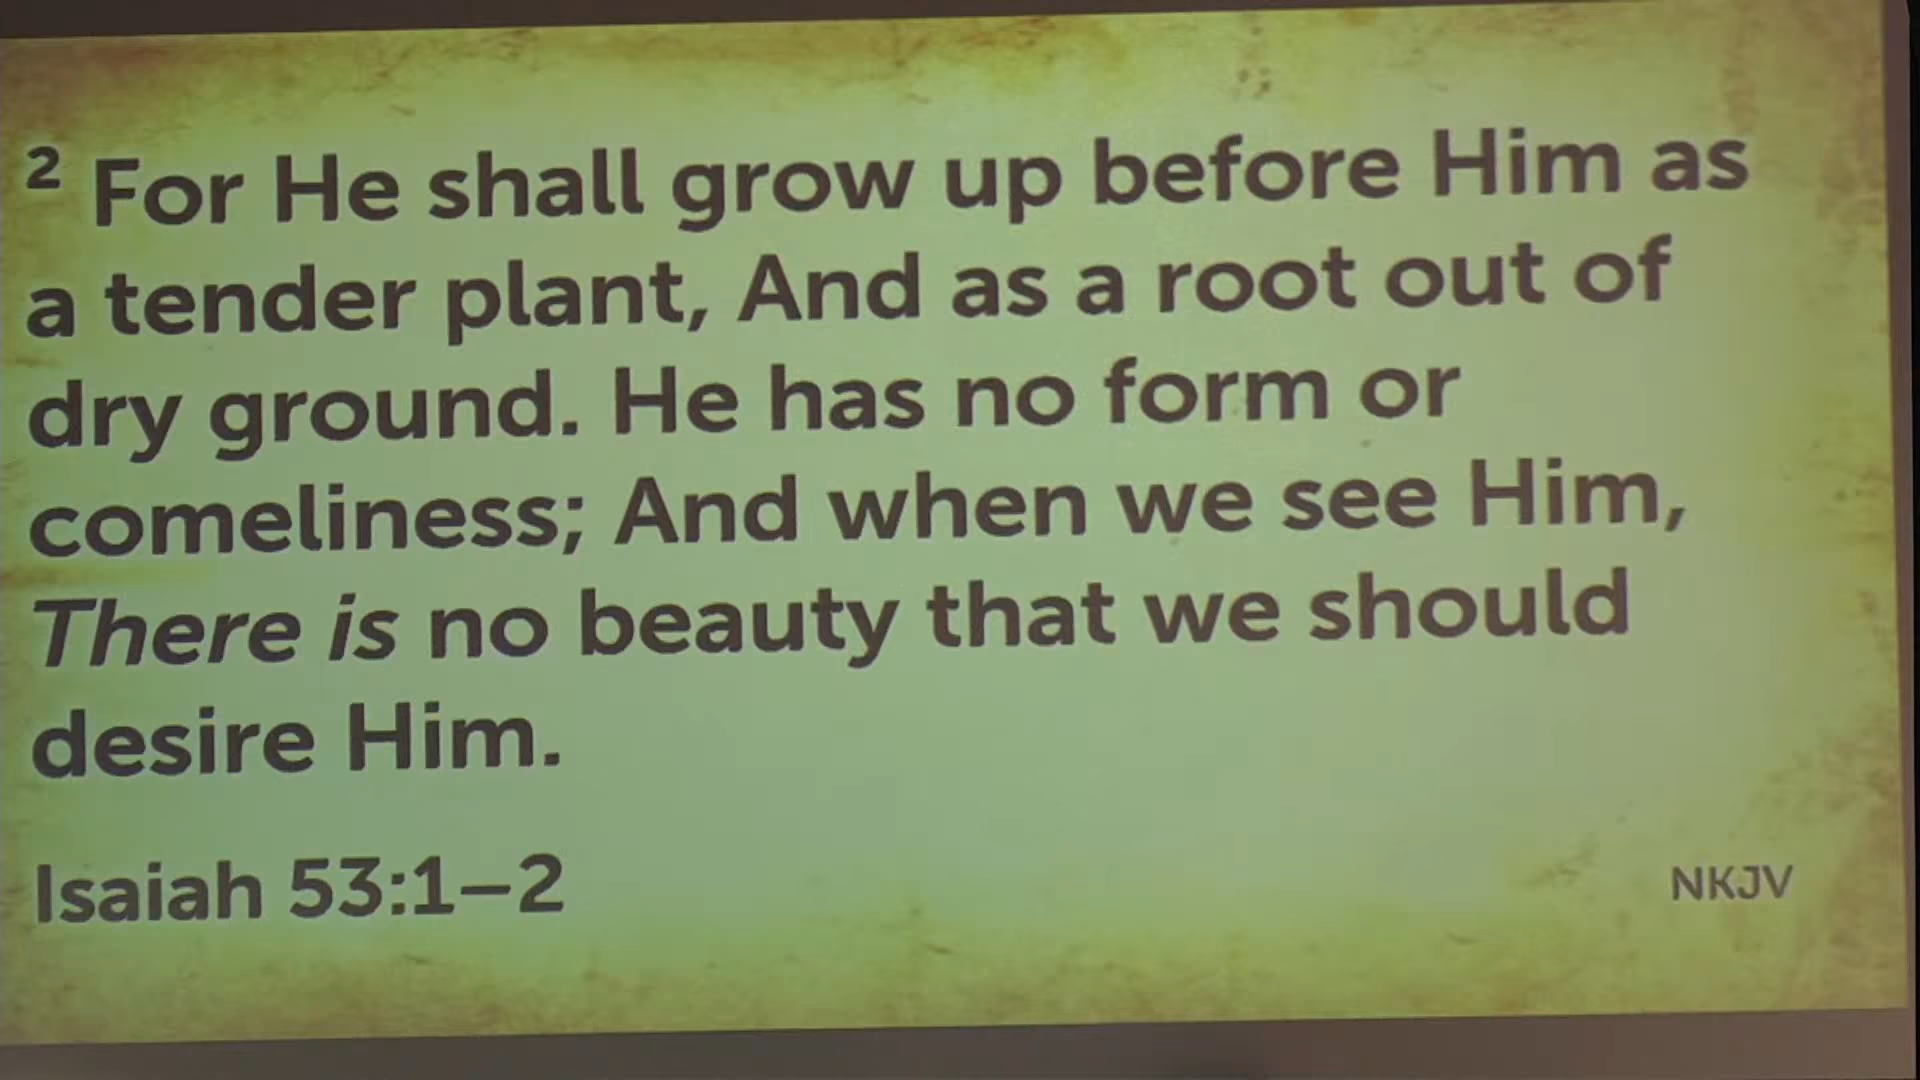 ² For He shall grow up before Him as
a tender plant, And as a root out of
dry ground. He has no form or
comeliness; And when we see Him,
There is no beauty that we should
desire Him.
Isaiah 53:1–2
NKJV